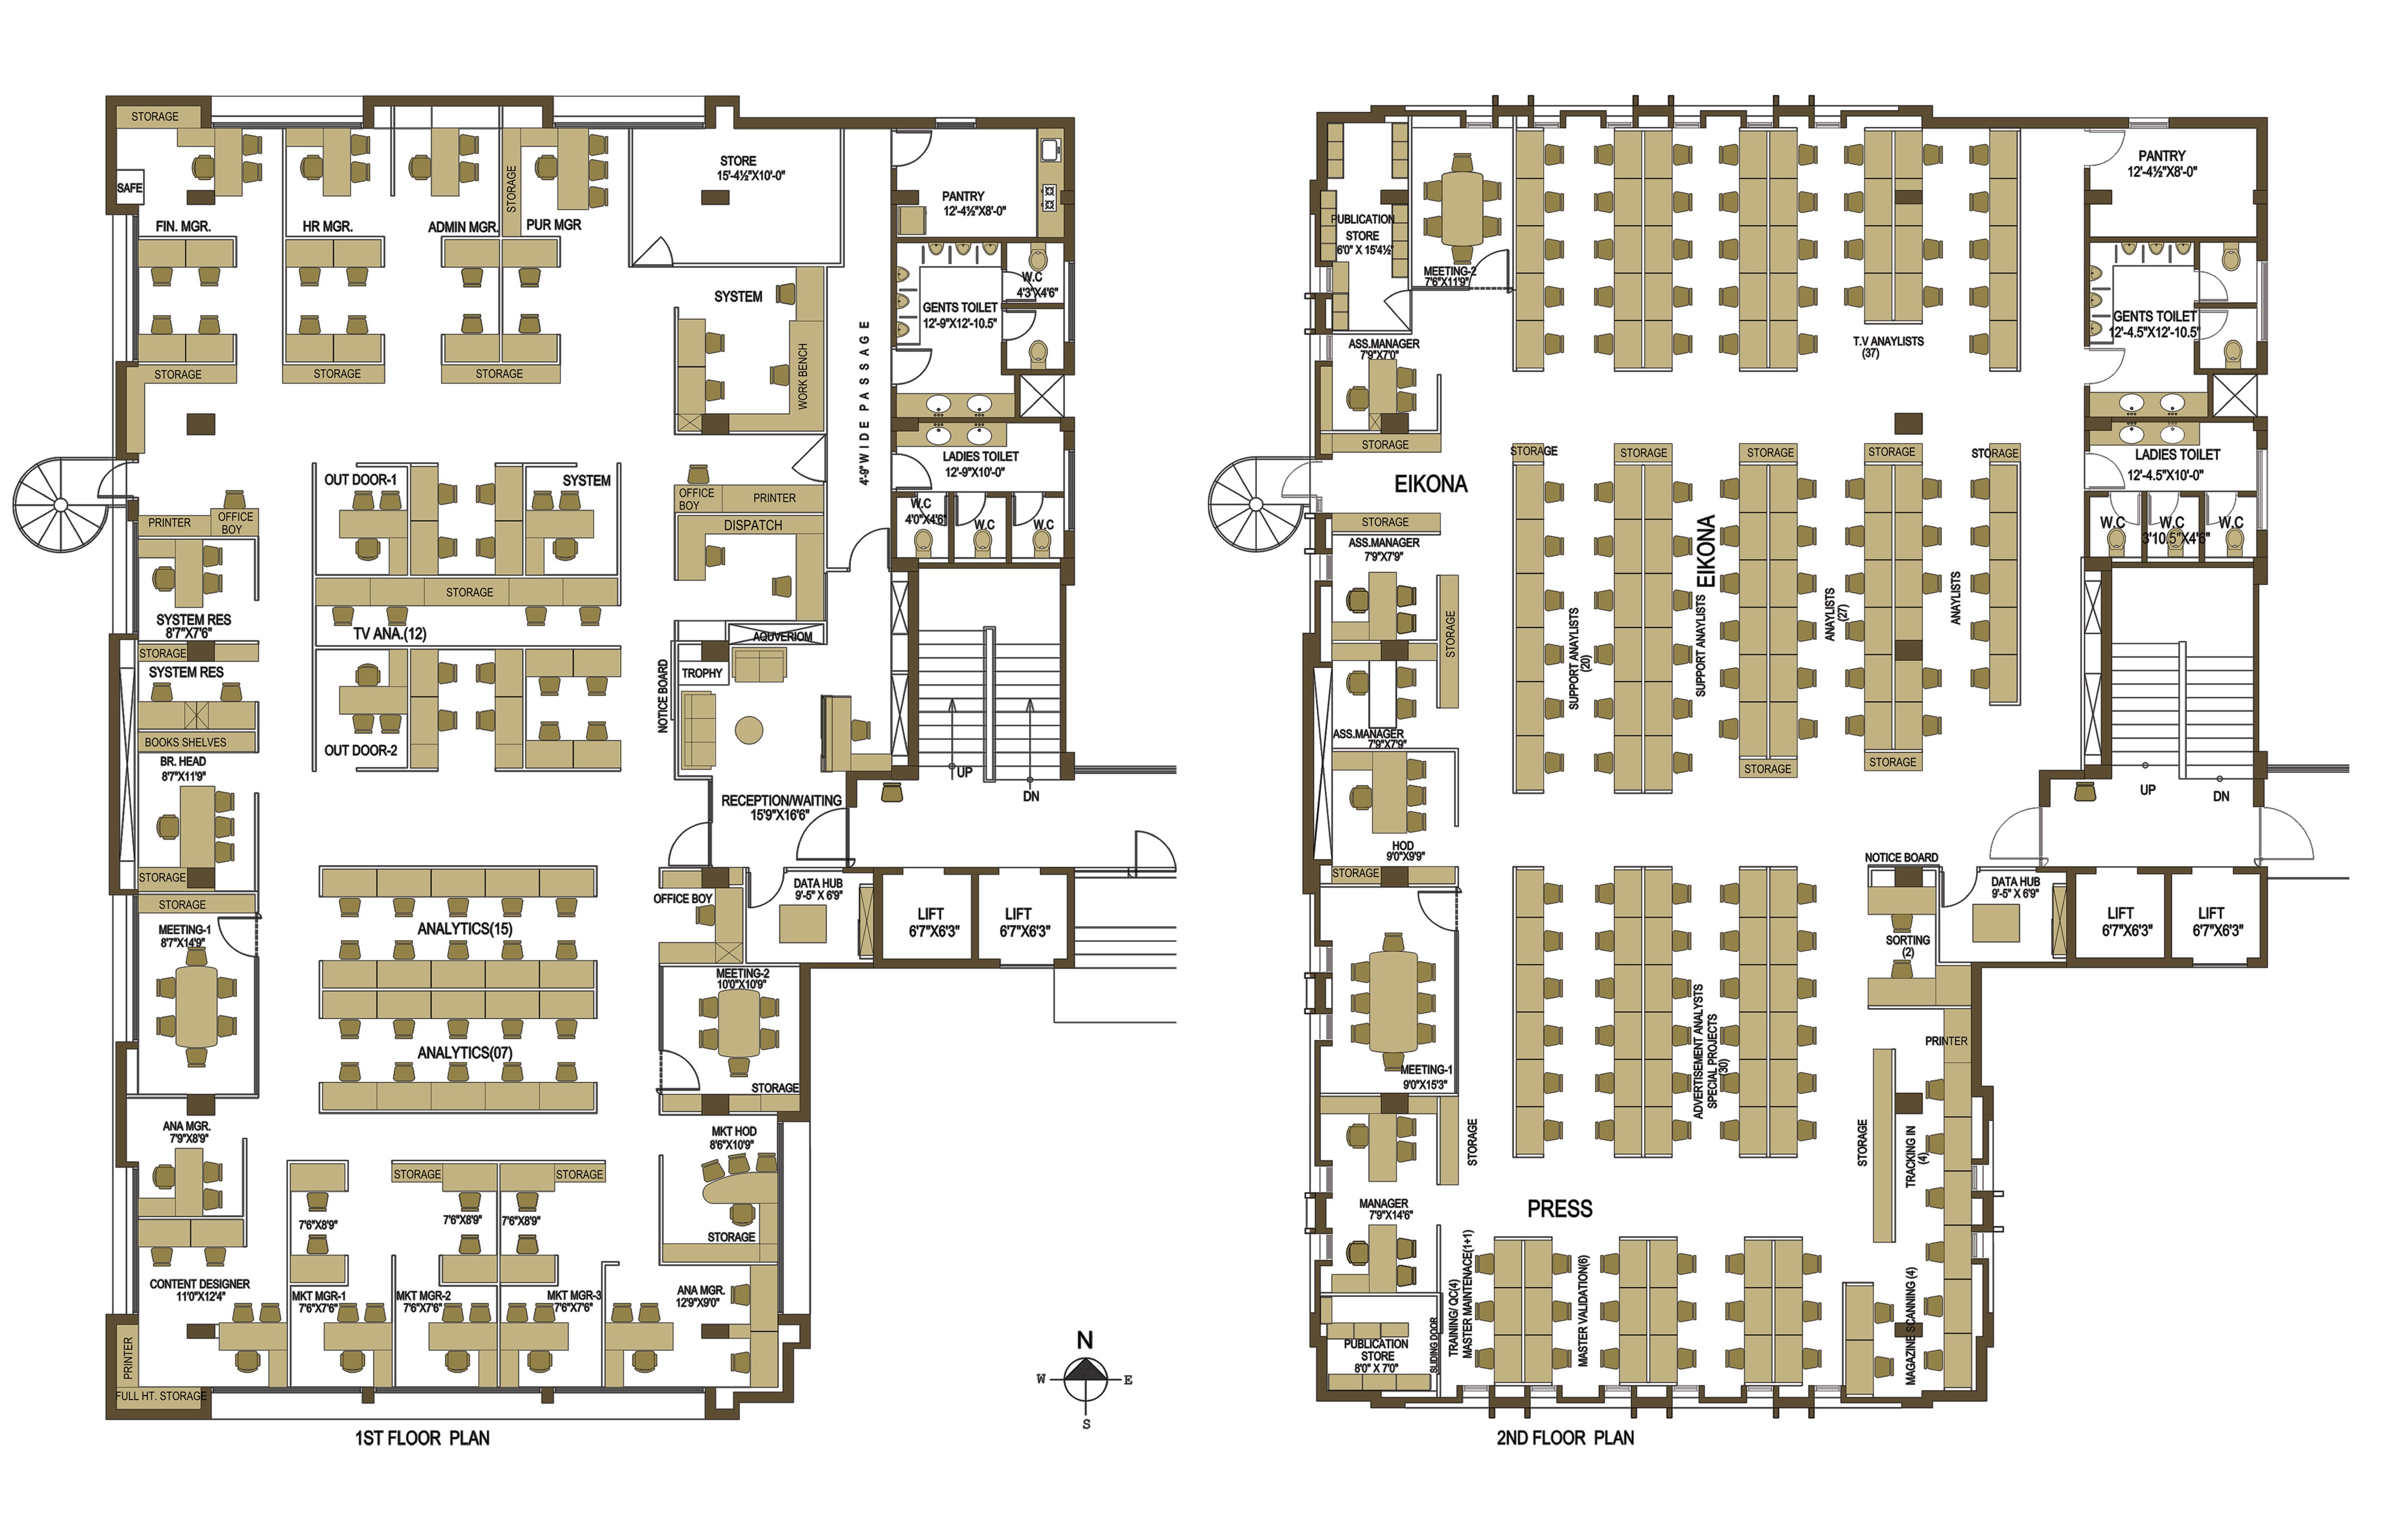 STORAGE
SAFE
FIN. MGR.
HR MGR.
ADMIN MGR.
STORAGE
PUR MGR
STORE
15'-4½"X10'-0"
PANTRY
12'-4½"X8'-0"
STORAGE
STORAGE
STORAGE
SYSTEM
WORK BENCH
4'-9" WIDE PASSAGE
GENTS TOILET
12'-9"X12'-10.5"
W.C
4'3"X4'6"
LADIES TOILET
12'-9"X10'-0"
W.C
4'0"X4'6"
W.C
W.C
OUT DOOR-1
SYSTEM
PRINTER
OFFICE
BOY
OFFICE
BOY
PRINTER
DISPATCH
STORAGE
SYSTEM RES
8'7"X7'6"
TV ANA.(12)
AQUVERIOM
STORAGE
SYSTEM RES
NOTICE BOARD
TROPHY
BOOKS SHELVES
OUT DOOR-2
BR. HEAD
8'7"X11'9"
UP
DN
RECEPTION/WAITING
15'9"X16'6"
STORAGE
STORAGE
OFFICE BOY
DATA HUB
9'-5" X 6'9"
LIFT
6'7"X6'3"
LIFT
6'7"X6'3"
MEETING-1
8'7"X14'9"
ANALYTICS(15)
MEETING-2
10'0"X10'9"
ANALYTICS(07)
STORAGE
ANA MGR.
7'9"X8'9"
MKT HOD
8'6"X10'9"
STORAGE
STORAGE
7'6"X8'9"
7'6"X8'9"
7'6"X8'9"
STORAGE
CONTENT DESIGNER
11'0"X12'4"
MKT MGR-1
7'6"X7'6"
MKT MGR-2
7'6"X7'6"
MKT MGR-3
7'6"X7'6"
ANA MGR.
12'9"X9'0"
PRINTER
FULL HT. STORAGE
1ST FLOOR PLAN
N
W
E
S
PUBLICATION
STORE
6'0" X 15'4½"
MEETING-2
7'6"X11'9"
PANTRY
12'-4½"X8'-0"
GENTS TOILET
12'-4.5"X12'-10.5"
ASS.MANAGER
7'9"X7'0"
T.V ANAYLISTS
(37)
STORAGE
STORAGE
STORAGE
STORAGE
STORAGE
STORAGE
LADIES TOILET
12'-4.5"X10'-0"
EIKONA
STORAGE
W.C
W.C
3'10.5"X4'6"
W.C
ASS.MANAGER
7'9"X7'9"
EIKONA
STORAGE
SUPPORT ANAYLISTS
(20)
SUPPORT ANAYLISTS
ANAYLISTS
(27)
ANAYLISTS
ASS.MANAGER
7'9"X7'9"
STORAGE
STORAGE
UP
DN
HOD
9'0"X9'9"
STORAGE
NOTICE BOARD
DATA HUB
9'-5" X 6'9"
LIFT
6'7"X6'3"
LIFT
6'7"X6'3"
SORTING
(2)
MEETING-1
9'0"X15'3"
ADVERTISEMENT ANALYSTS
SPECIAL PROJECTS
(30)
PRINTER
STORAGE
STORAGE
TRACKING IN
(4)
MANAGER
7'9"X14'6"
PRESS
TRAINING/ QC(4)
MASTER MAINTENACE(1+1)
MASTER VALIDATION(6)
MAGAZINE SCANNING (4)
PUBLICATION
STORE
8'0" X 7'0"
SLIDING DOOR
2ND FLOOR PLAN